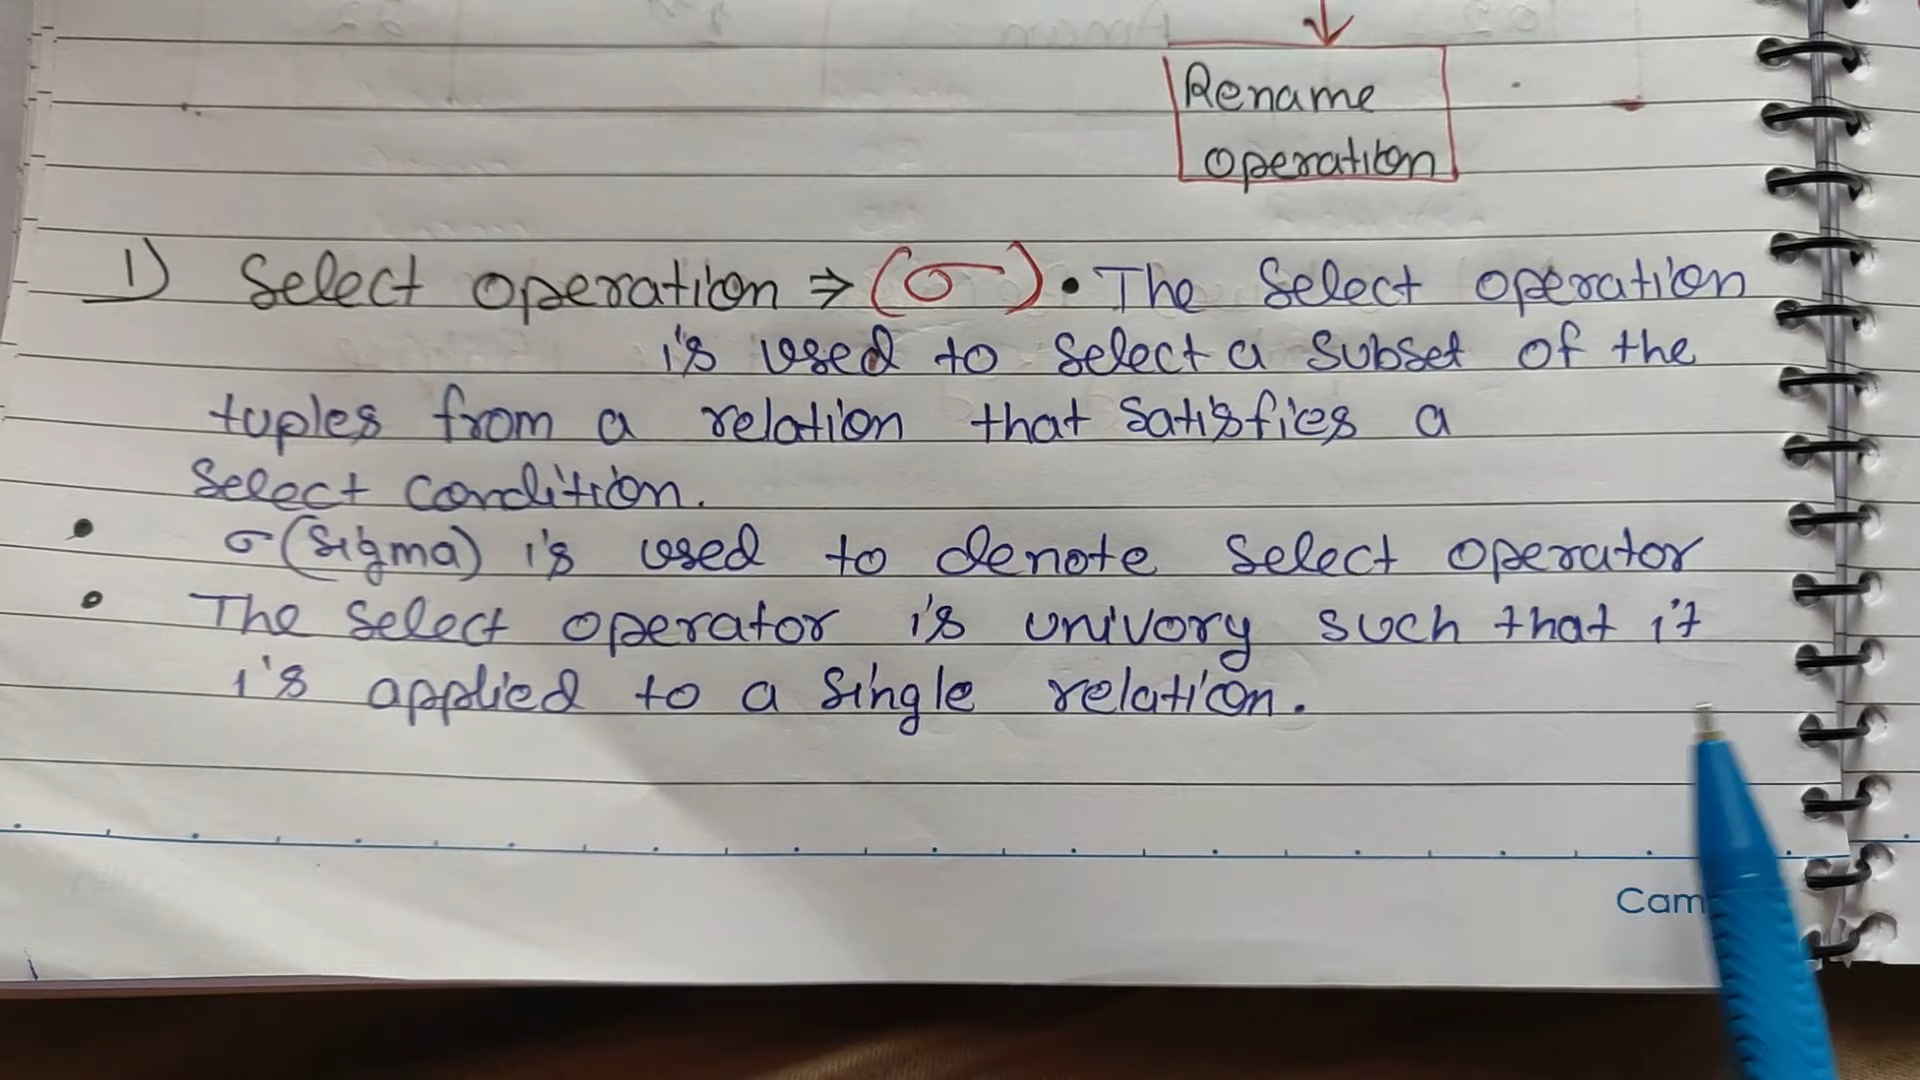 Rename
operation
1) Select operation ⇒ (σ) • The Select operation
is used to select a subset of the
tuples from a relation that satisfies a
Select condition.
• σ (sigma) is used to denote select operator
• The select operator is univory such that it
is applied to a single relation.
Cam